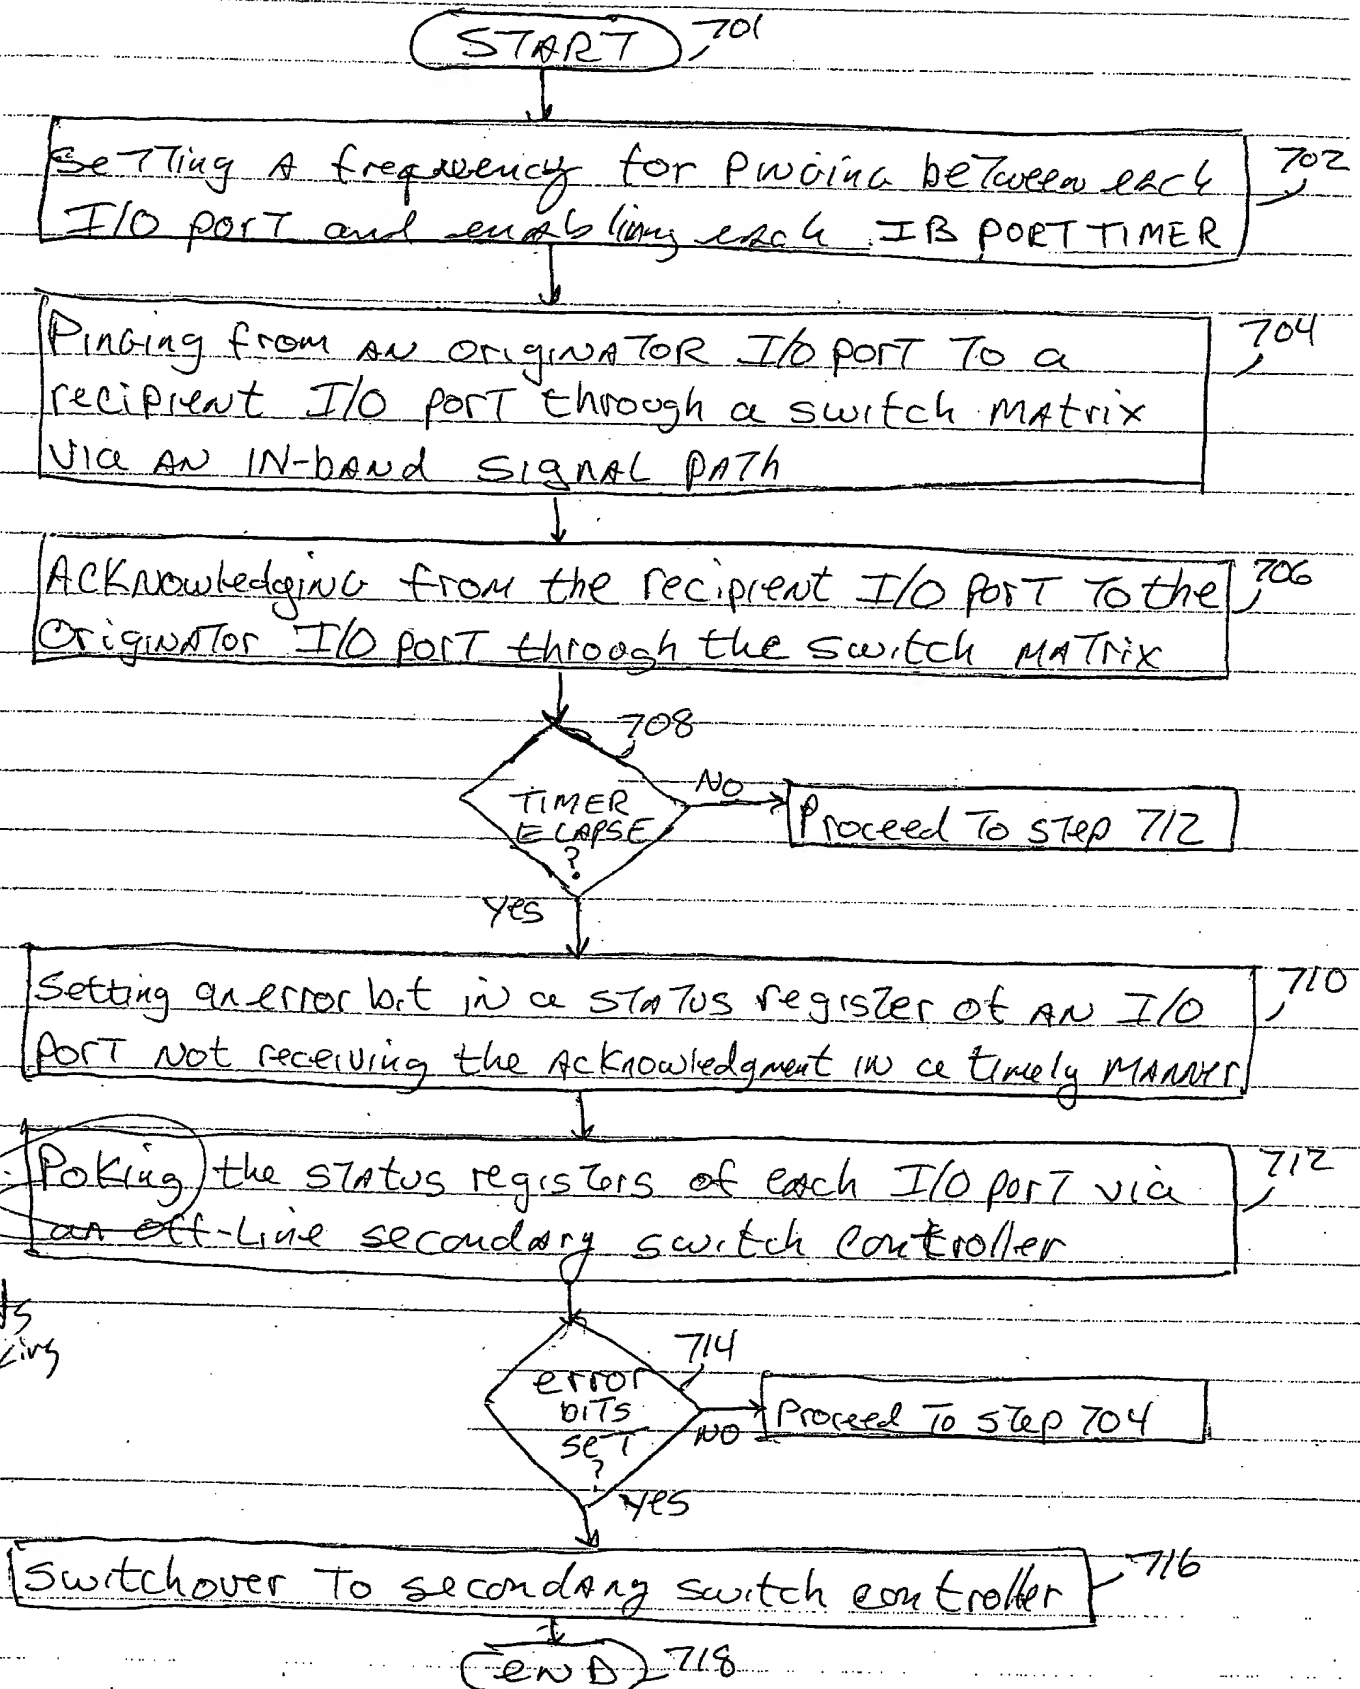 START 701
Setting A frequency for Pinging between each 702
I/O port and enabling each IB PORT TIMER
Pinging from AN Originator I/O port To a 704
recipient I/O port through a switch Matrix
via AN IN-band signal path
Acknowledging from the recipient I/O port To the 706
Originator I/O port through the switch Matrix
708
TIMER
ELAPSE
?
NO
Proceed To step 712
yes
Setting an error bit in a status register of AN I/O 710
Port Not receiving the Acknowledgment in a timely Manner
Poking the status registers of each I/O port via 712
an off-Line secondary switch controller
714
error
bits
set
?
NO
Proceed To step 704
yes
Switchover To secondary switch controller 716
END 718